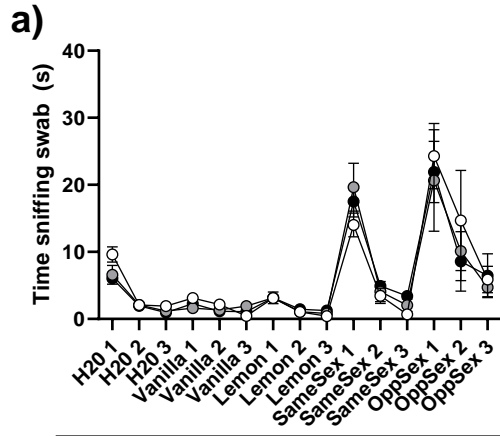 a)
Time sniffing swab (s)
40
30
20
10
0
H20 1
H20 2
H20 3
Vanilla 1
Vanilla 2
Vanilla 3
Lemon 1
Lemon 2
Lemon 3
SameSex 1
SameSex 2
SameSex 3
OppSex 1
OppSex 2
OppSex 3